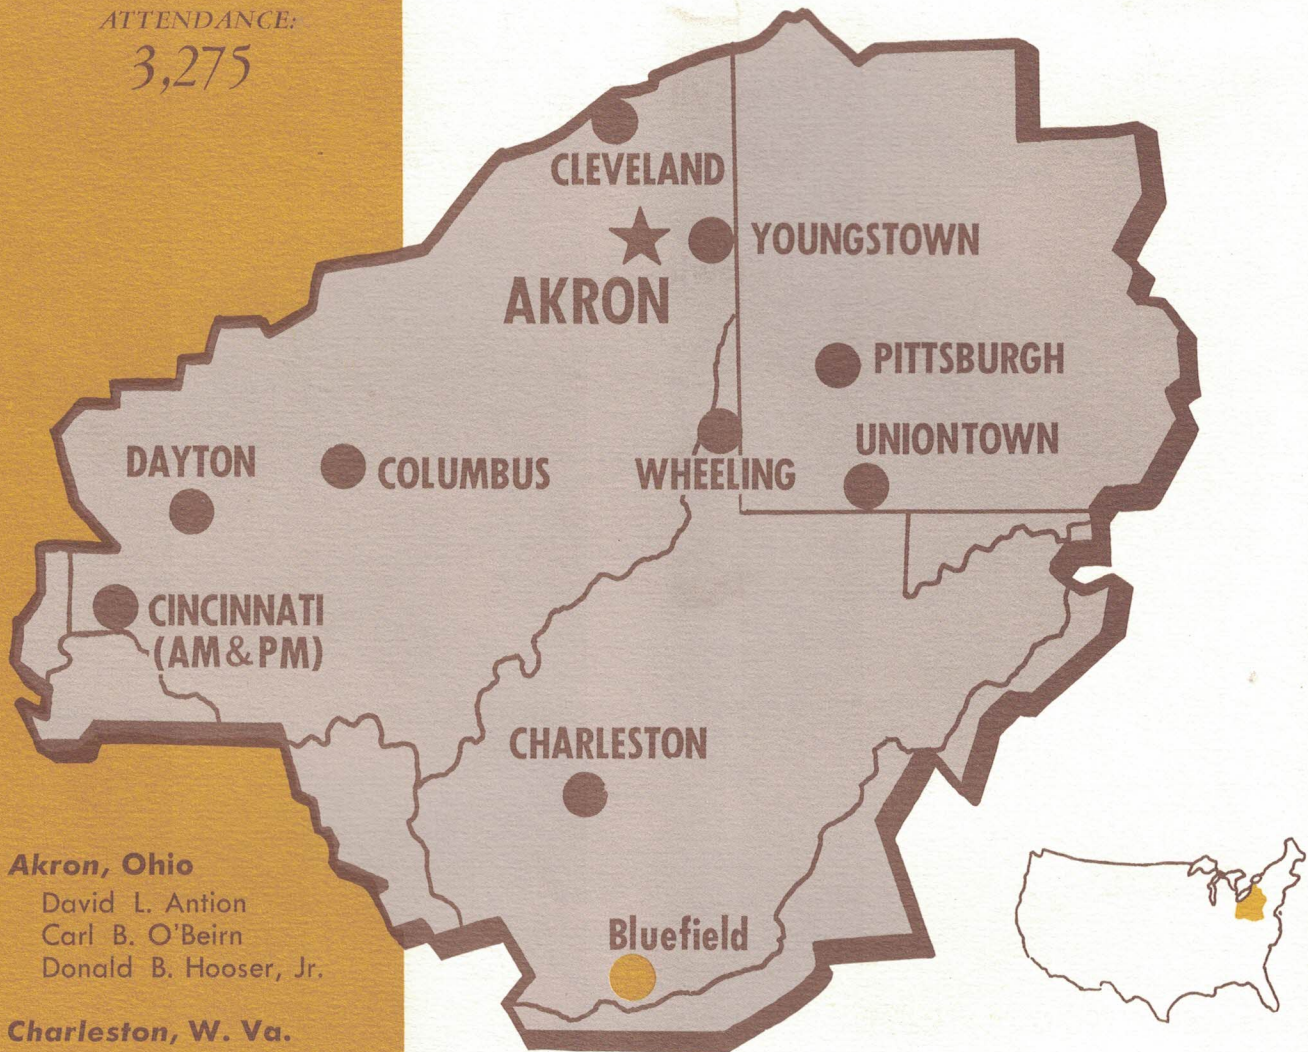 ATTENDANCE:
3,275
CLEVELAND
YOUNGSTOWN
AKRON
PITTSBURGH
UNIONTOWN
DAYTON
COLUMBUS
WHEELING
CINCINNATI
(AM&PM)
CHARLESTON
Bluefield
Akron, Ohio
David L. Antion
Carl B. O'Beirn
Donald B. Hooser, Jr.
Charleston, W. Va.